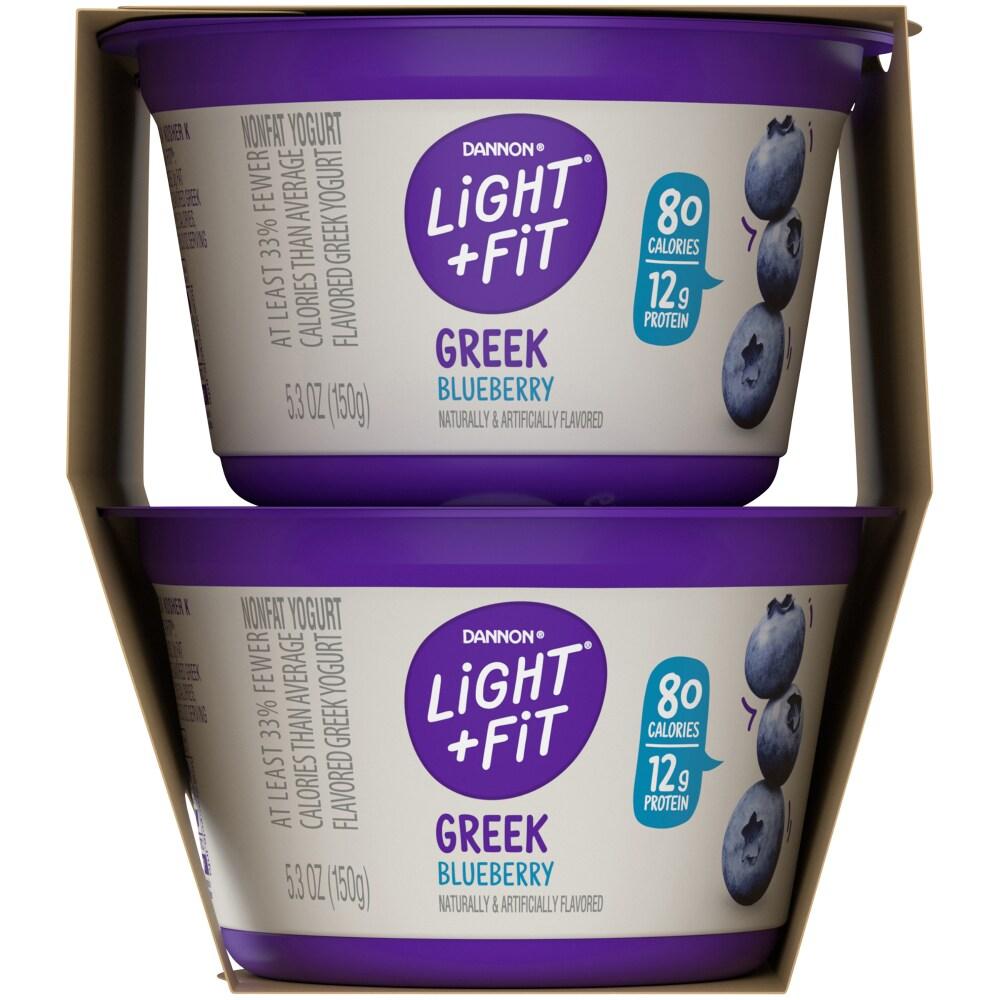 KOSHER K
NONFAT YOGURT
AT LEAST 33% FEWER
CALORIES THAN AVERAGE
FLAVORED GREEK YOGURT
5.3 OZ (150g)
DANNON®
LiGHT®
+FiT
GREEK
BLUEBERRY
NATURALLY & ARTIFICIALLY FLAVORED
80
CALORIES
12g
PROTEIN
KOSHER K
NONFAT YOGURT
AT LEAST 33% FEWER
CALORIES THAN AVERAGE
FLAVORED GREEK YOGURT
5.3 OZ (150g)
DANNON®
LiGHT®
+FiT
GREEK
BLUEBERRY
NATURALLY & ARTIFICIALLY FLAVORED
80
CALORIES
12g
PROTEIN